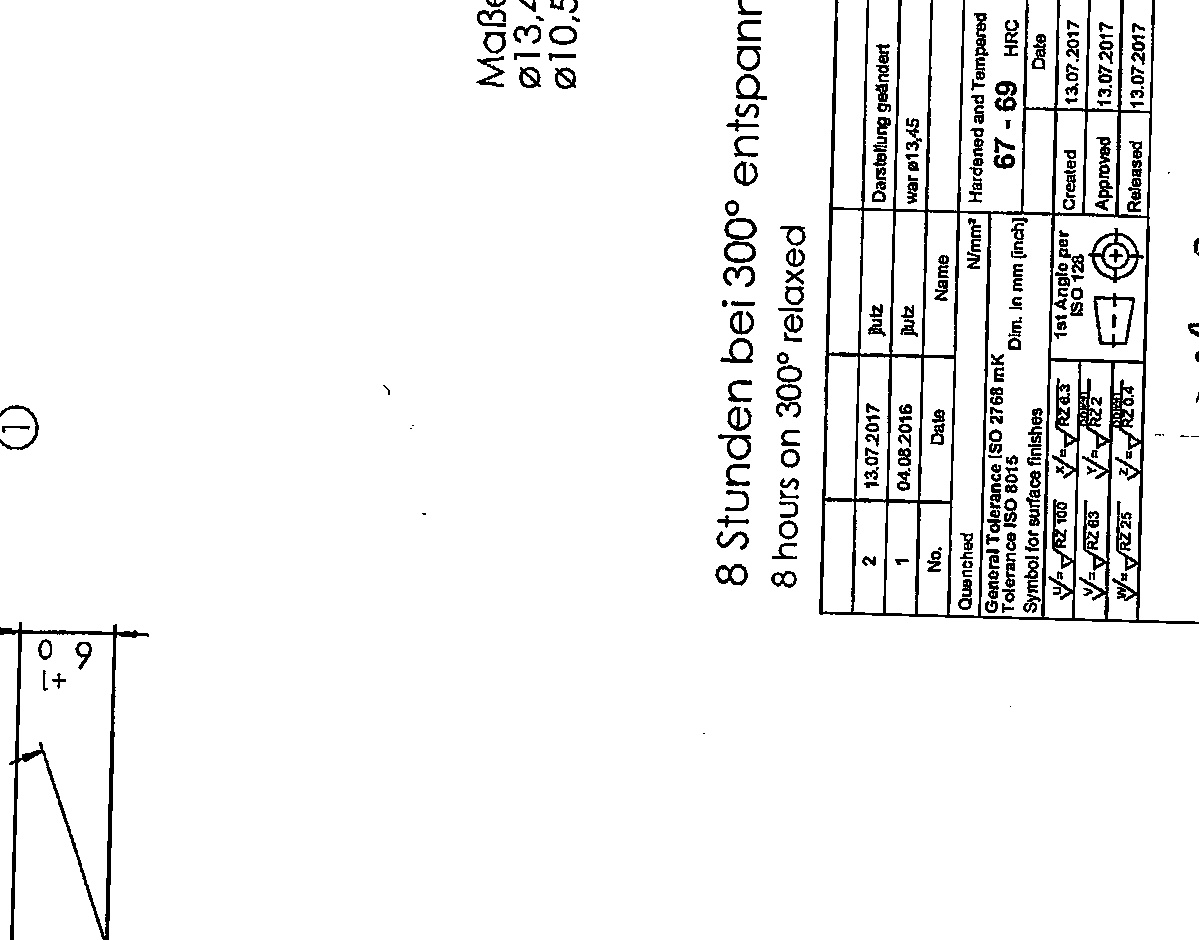 1
Maße
ø13,4
ø10,5
8 Stunden bei 300° entspann
8 hours on 300° relaxed
2 13.07.2017 jlutz Darstellung geändert
1 04.08.2016 jlutz war ø13,45
No. Date Name
Quenched N/mm² Hardened and Tempered
67 - 69 HRC
General Tolerance ISO 2768 mK
Tolerance ISO 8015 Dim. in mm [inch]
Symbol for surface finishes
Date
u/= RZ 100 x/= RZ 6.3
v/= RZ 63 y/= RZ 2
w/= RZ 25 z/= RZ 0.4
1st Angle per
ISO 128
Created 13.07.2017
Approved 13.07.2017
Released 13.07.2017
+1
0